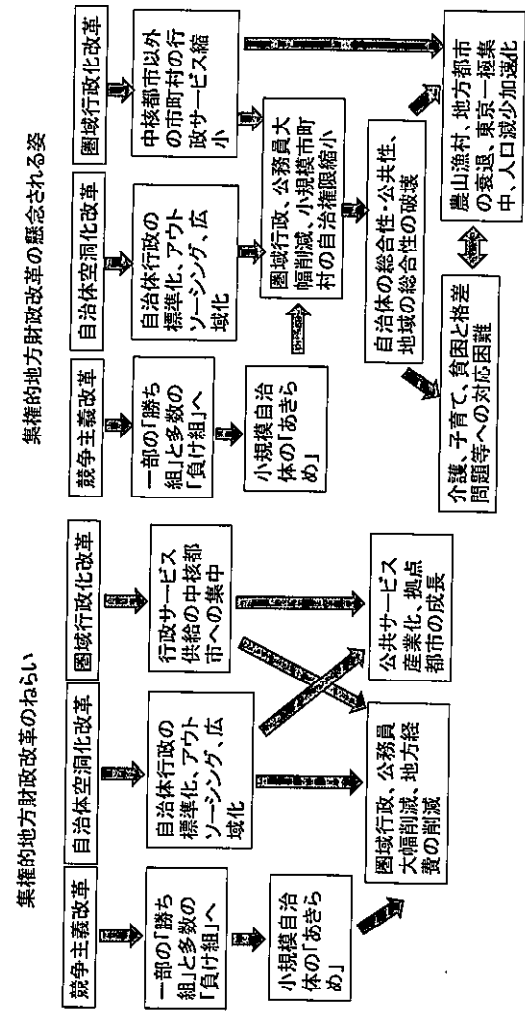 集権的地方財政改革のねらい
競争主義改革
自治体空洞化改革
圏域行政化改革
一部の「勝ち
組」と多数の
「負け組」へ
自治体行政の
標準化、アウト
ソーシング、広
域化
行政サービス
供給の中核都
市への集中
小規模自治
体の「あきら
め」
圏域行政、公務員
大幅削減、地方経
費の削減
公共サービス
産業化、拠点
都市の成長
集権的地方財政改革の懸念される姿
競争主義改革
自治体空洞化改革
圏域行政化改革
一部の「勝ち
組」と多数の
「負け組」へ
自治体行政の
標準化、アウト
ソーシング、広
域化
中核都市以外
の市町村の行
政サービス縮
小
小規模自治
体の「あきら
め」
圏域行政、公務員大
幅削減、小規模市町
村の自治権限縮小
自治体の総合性・公共性、
地域の総合性の破壊
介護、子育て、貧困と格差
問題等への対応困難
農山漁村、地方都市
の衰退、東京一極集
中、人口減少加速化